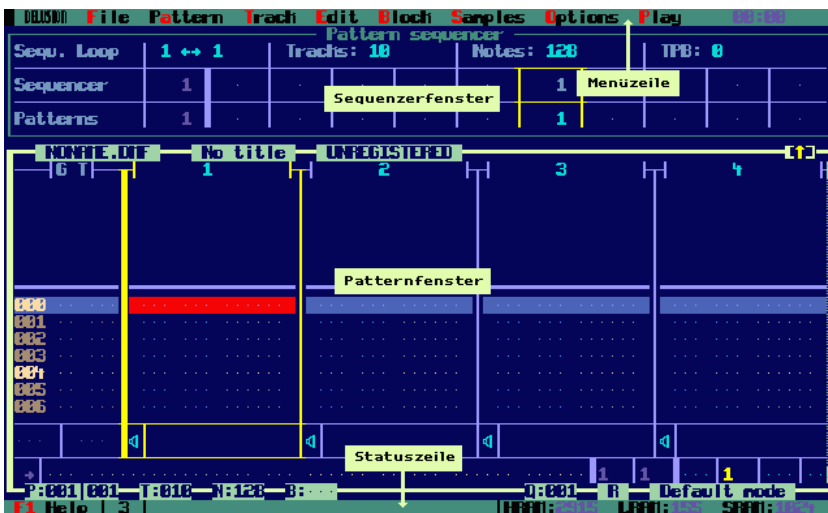 DELUSION File Pattern Track Edit Block Samples Options Play 00:00
Pattern sequencer
Sequ. Loop 1 ↔ 1 Tracks: 10 Notes: 128 TPB: 0
Sequencer 1 1 Menüzeile
Sequenzerfenster
Patterns 1 1
NONAME.DMF No title UNREGISTERED [↑]
G T 1 2 3 4
Patternfenster
000
001
002
003
004
005
006
Statuszeile
→ 1 1 1
P:001 001 T:010 N:128 B: O:001 R Default mode
F1 Help 3 2915 155 1024